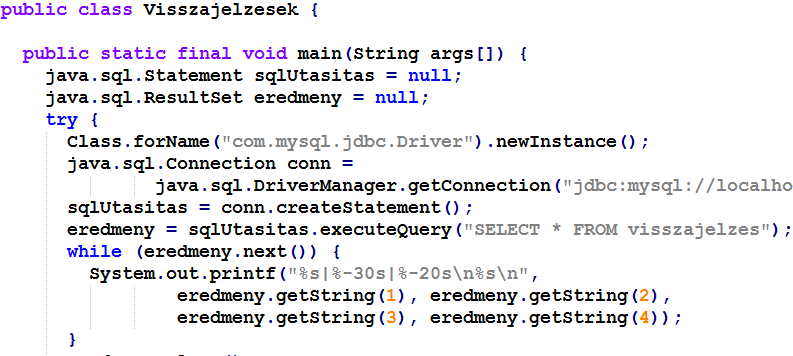 public class Visszajelzesek {
public static final void main(String args[]) {
java.sql.Statement sqlUtasitas = null;
java.sql.ResultSet eredmeny = null;
try {
Class.forName("com.mysql.jdbc.Driver").newInstance();
java.sql.Connection conn =
java.sql.DriverManager.getConnection("jdbc:mysql://localho
sqlUtasitas = conn.createStatement();
eredmeny = sqlUtasitas.executeQuery("SELECT * FROM visszajelzes");
while (eredmeny.next()) {
System.out.printf("%s|%-30s|%-20s\n%s\n",
eredmeny.getString(1), eredmeny.getString(2),
eredmeny.getString(3), eredmeny.getString(4));
}